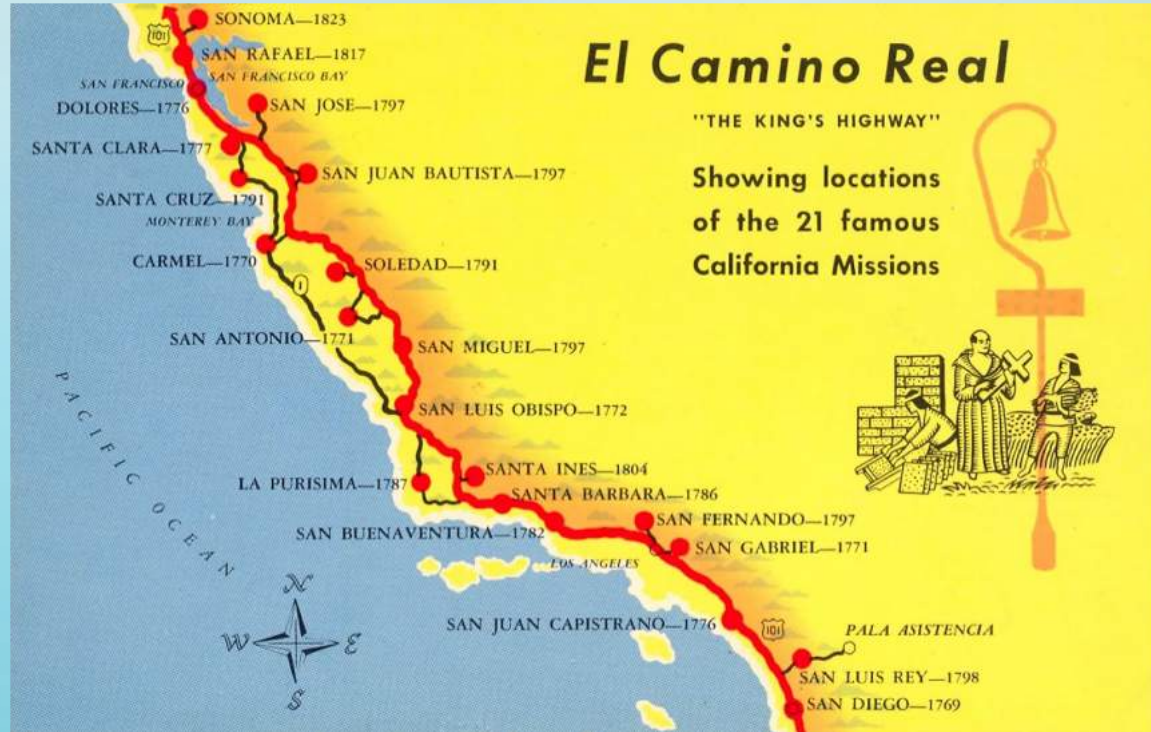 El Camino Real
"THE KING'S HIGHWAY"
Showing locations
of the 21 famous
California Missions
SONOMA—1823
101
SAN RAFAEL—1817
SAN FRANCISCO
SAN FRANCISCO BAY
DOLORES—1776
SAN JOSE—1797
SANTA CLARA—1777
SAN JUAN BAUTISTA—1797
SANTA CRUZ—1791
MONTEREY BAY
CARMEL—1770
SOLEDAD—1791
1
SAN ANTONIO—1771
SAN MIGUEL—1797
SAN LUIS OBISPO—1772
PACIFIC OCEAN
LA PURISIMA—1787
SANTA INES—1804
SANTA BARBARA—1786
SAN BUENAVENTURA—1782
SAN FERNANDO—1797
SAN GABRIEL—1771
LOS ANGELES
SAN JUAN CAPISTRANO—1776
101
PALA ASISTENCIA
SAN LUIS REY—1798
SAN DIEGO—1769
N
W E
S